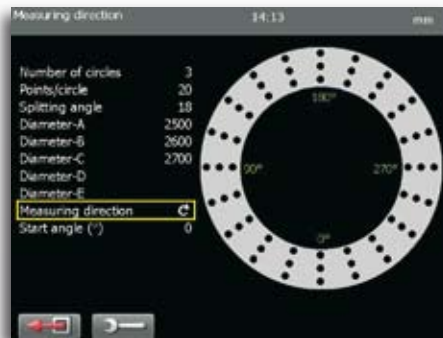 Measuring direction 14:13 mm
Number of circles 3
Points/circle 20
Splitting angle 18
Diameter-A 2500
Diameter-B 2600
Diameter-C 2700
Diameter-D
Diameter-E
Measuring direction
Start angle (°) 0
180°
90°
270°
0°